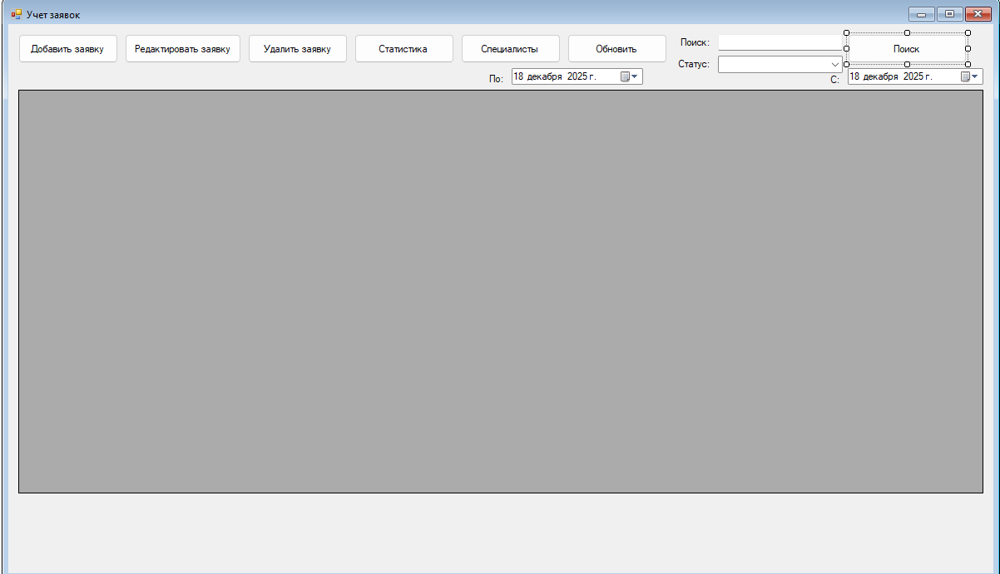 Учет заявок
Добавить заявку
Редактировать заявку
Удалить заявку
Статистика
Специалисты
Обновить
Поиск:
Поиск
Статус:
По:
18 декабря 2025 г.
С:
18 декабря 2025 г.